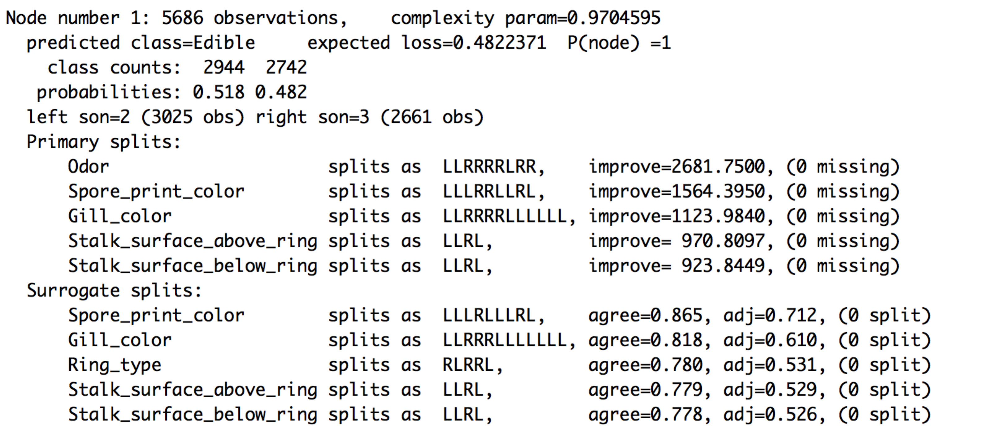 Node number 1: 5686 observations,    complexity param=0.9704595
  predicted class=Edible     expected loss=0.4822371  P(node) =1
    class counts:  2944  2742
   probabilities: 0.518 0.482
  left son=2 (3025 obs) right son=3 (2661 obs)
  Primary splits:
      Odor                     splits as  LLRRRRLRR,    improve=2681.7500, (0 missing)
      Spore_print_color        splits as  LLLRRLLRL,    improve=1564.3950, (0 missing)
      Gill_color               splits as  LLRRRRLLLLLL, improve=1123.9840, (0 missing)
      Stalk_surface_above_ring splits as  LLRL,         improve= 970.8097, (0 missing)
      Stalk_surface_below_ring splits as  LLRL,         improve= 923.8449, (0 missing)
  Surrogate splits:
      Spore_print_color        splits as  LLLRLLLRL,    agree=0.865, adj=0.712, (0 split)
      Gill_color               splits as  LLRRRLLLLLLL, agree=0.818, adj=0.610, (0 split)
      Ring_type                splits as  RLRRL,        agree=0.780, adj=0.531, (0 split)
      Stalk_surface_above_ring splits as  LLRL,         agree=0.779, adj=0.529, (0 split)
      Stalk_surface_below_ring splits as  LLRL,         agree=0.778, adj=0.526, (0 split)